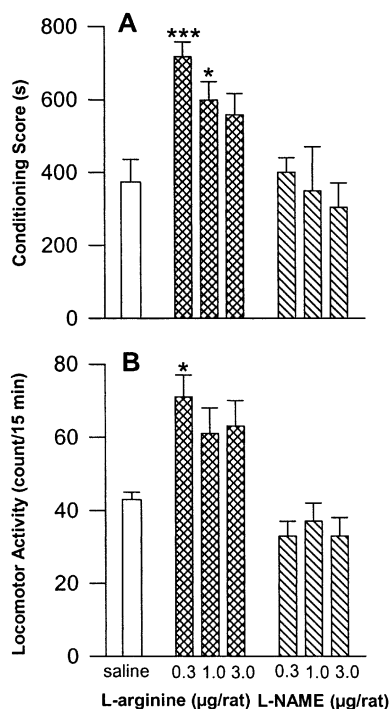 A
Conditioning Score (s)
800
600
400
200
0
***
*
B
Locomotor Activity (count/15 min)
80
60
40
20
0
*
saline 0.3 1.0 3.0 0.3 1.0 3.0
L-arginine (µg/rat) L-NAME (µg/rat)